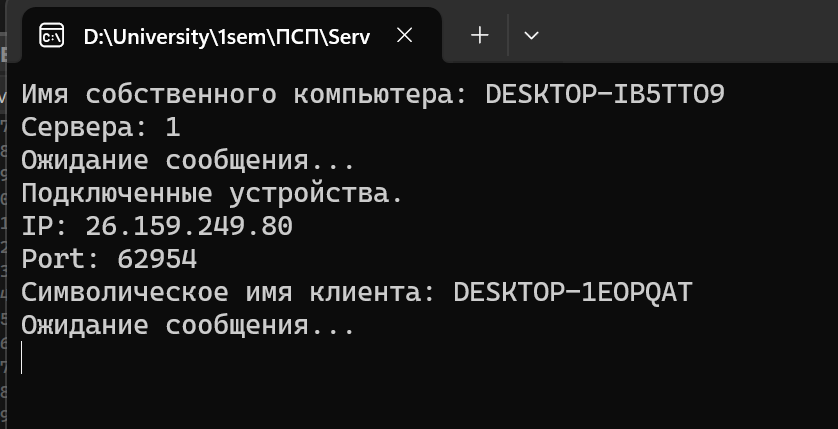 D:\University\1sem\ПСП\Serv
Имя собственного компьютера: DESKTOP-IB5TTO9
Сервера: 1
Ожидание сообщения...
Подключенные устройства.
IP: 26.159.249.80
Port: 62954
Символическое имя клиента: DESKTOP-1EOPQAT
Ожидание сообщения...